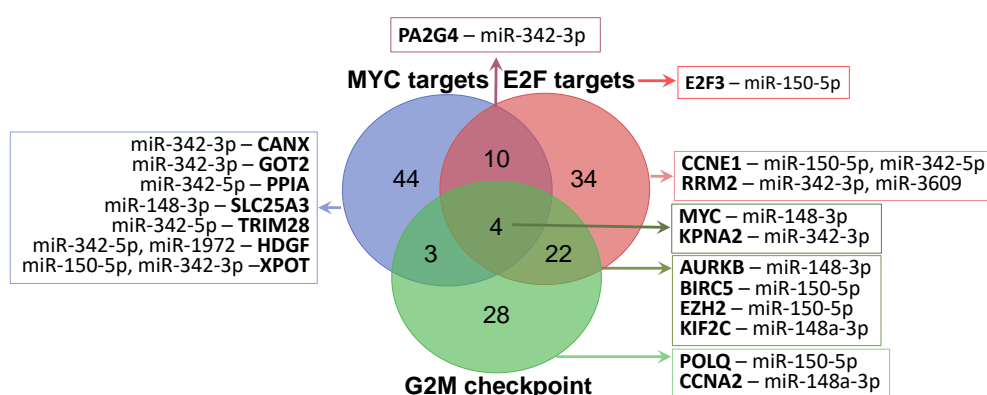 PA2G4 – miR-342-3p
MYC targets
E2F targets
E2F3 – miR-150-5p
miR-342-3p – CANX
miR-342-3p – GOT2
miR-342-5p – PPIA
miR-148-3p – SLC25A3
miR-342-5p – TRIM28
miR-342-5p, miR-1972 – HDGF
miR-150-5p, miR-342-3p –XPOT
44
10
34
4
3
22
28
CCNE1 – miR-150-5p, miR-342-5p
RRM2 – miR-342-3p, miR-3609
MYC – miR-148-3p
KPNA2 – miR-342-3p
AURKB – miR-148-3p
BIRC5 – miR-150-5p
EZH2 – miR-150-5p
KIF2C – miR-148a-3p
POLQ – miR-150-5p
CCNA2 – miR-148a-3p
G2M checkpoint